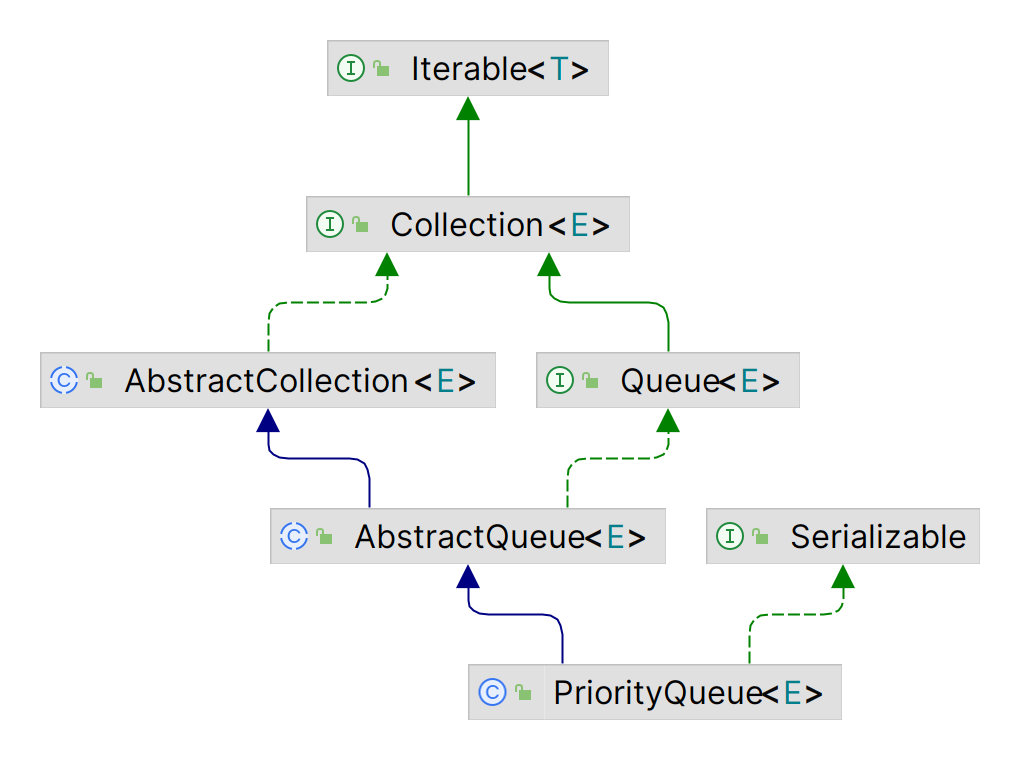 I Iterable<T>
I Collection<E>
C AbstractCollection<E>
I Queue<E>
C AbstractQueue<E>
I Serializable
C PriorityQueue<E>